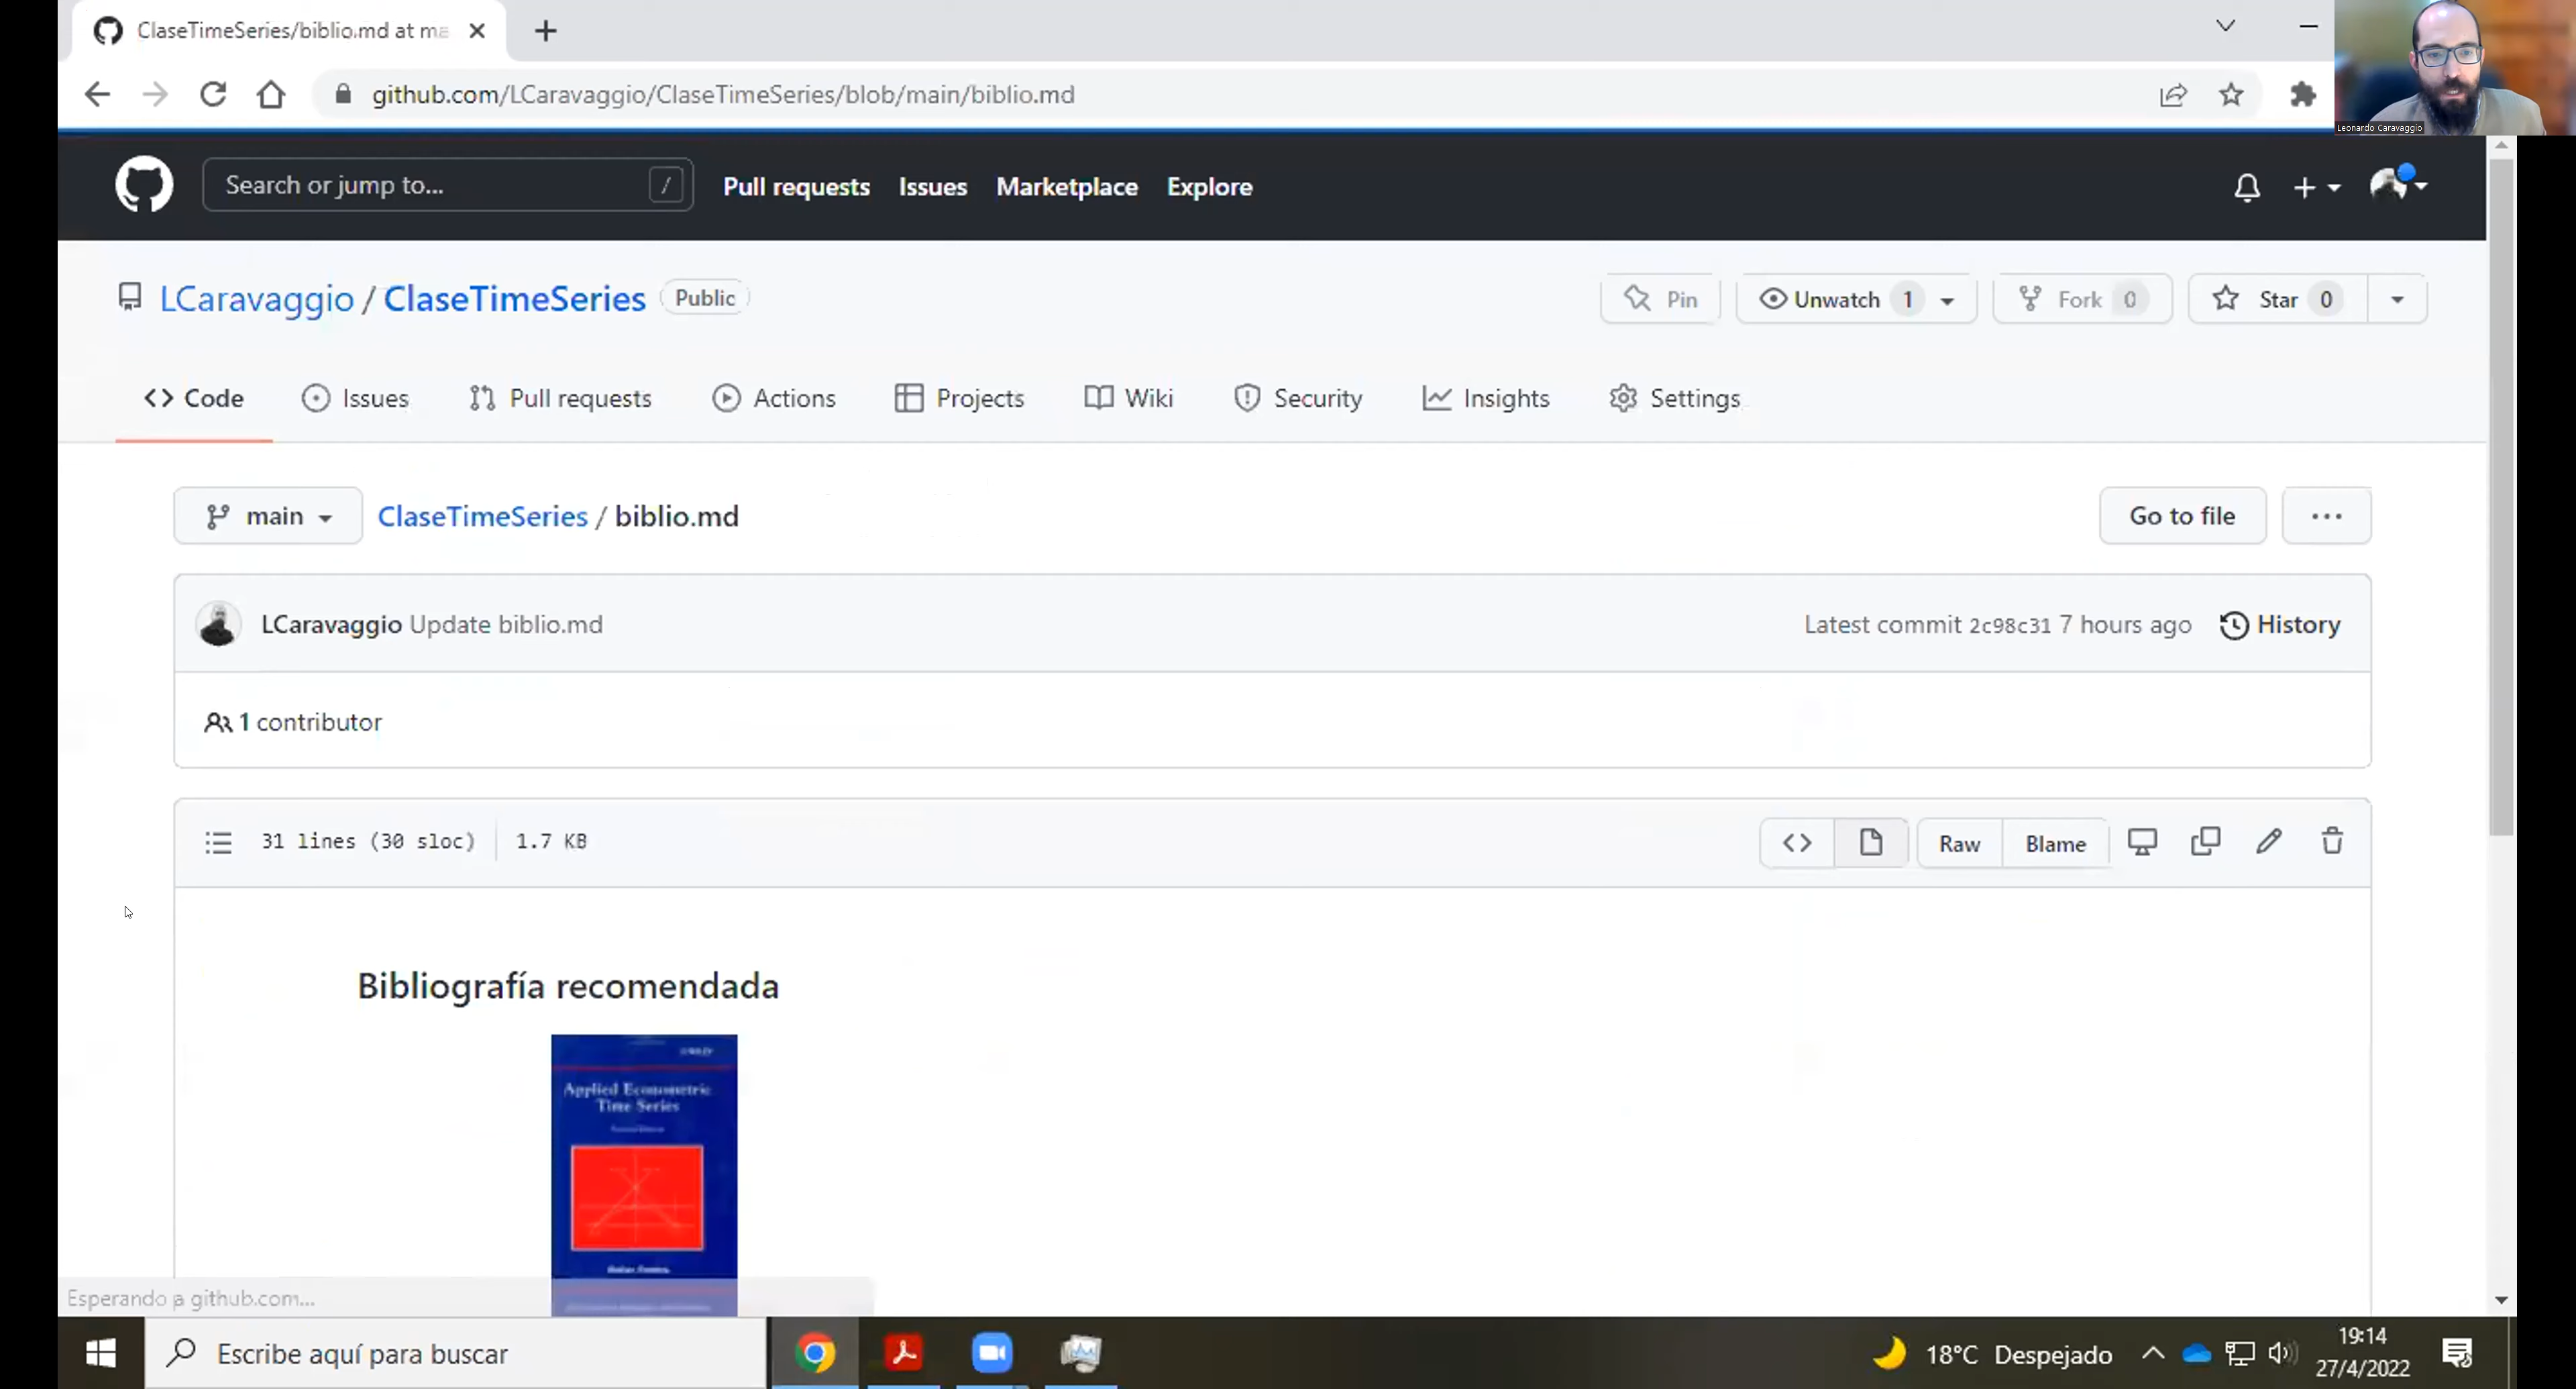 ClaseTimeSeries/biblio.md at ma
github.com/LCaravaggio/ClaseTimeSeries/blob/main/biblio.md
Leonardo Caravaggio
Search or jump to... /
Pull requests Issues Marketplace Explore
LCaravaggio / ClaseTimeSeries Public
Pin Unwatch 1 Fork 0 Star 0
Code Issues Pull requests Actions Projects Wiki Security Insights Settings
main ClaseTimeSeries / biblio.md Go to file ...
LCaravaggio Update biblio.md Latest commit 2c98c31 7 hours ago History
1 contributor
31 lines (30 sloc) 1.7 KB <> Raw Blame
Bibliografía recomendada
Applied Econometric
Time Series
Esperando a github.com...
Escribe aquí para buscar 18°C Despejado
19:14
27/4/2022